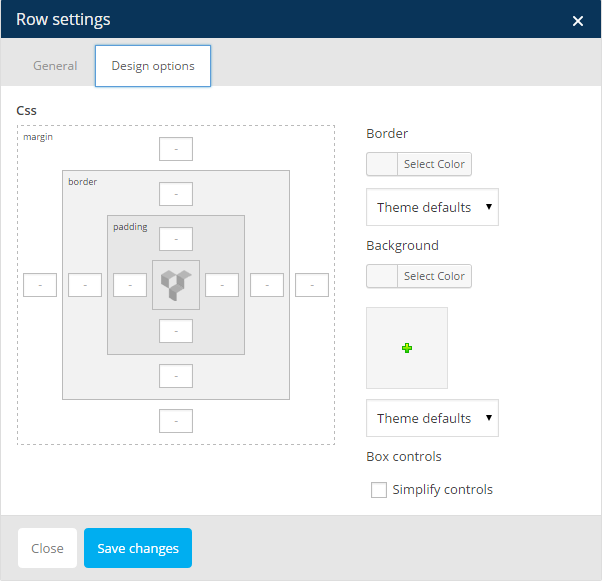 Row settings
General
Design options
Css
margin
-
border
-
padding
-
- - - - - -
-
-
-
Border
Select Color
Theme defaults
Background
Select Color
Theme defaults
Box controls
Simplify controls
Close
Save changes